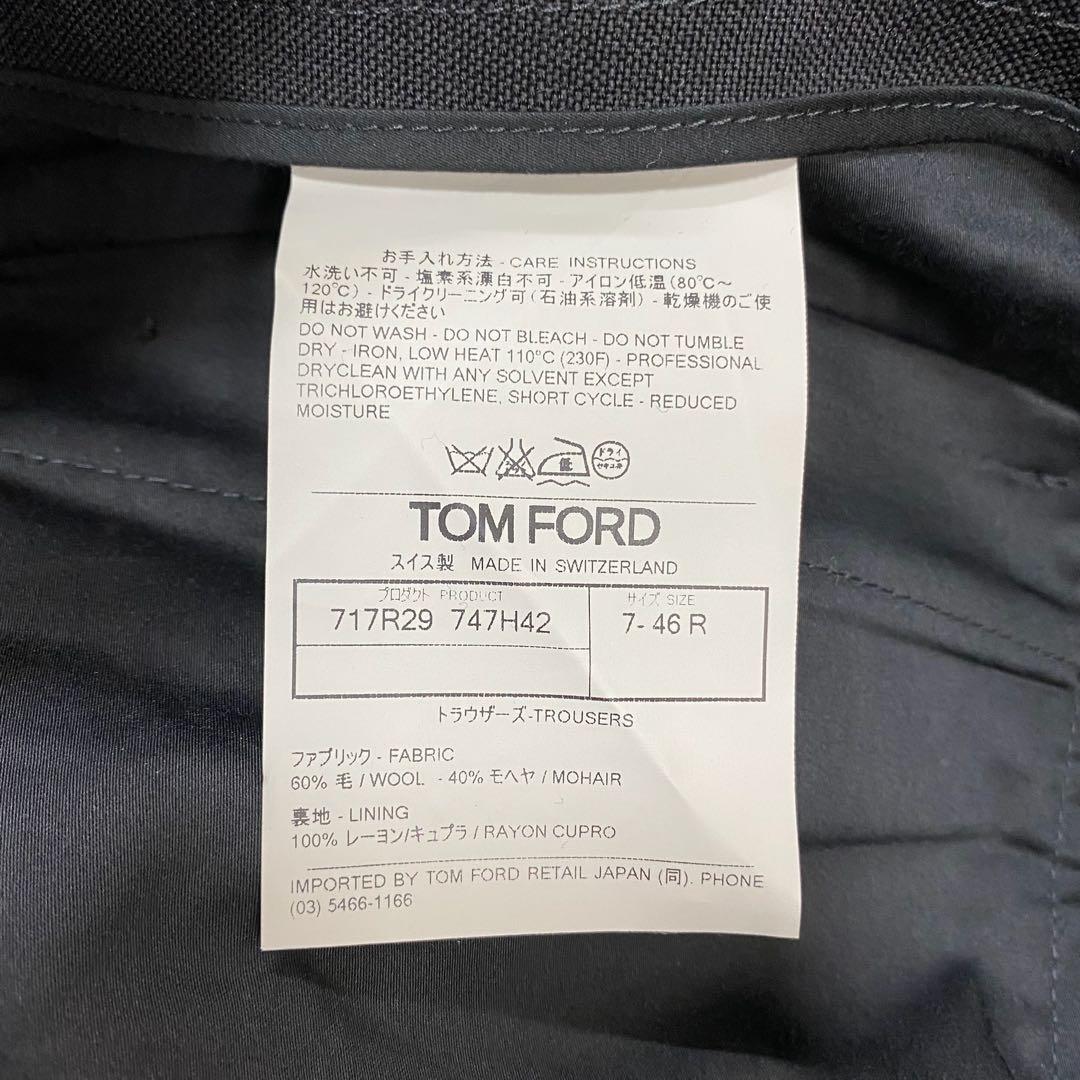 お手入れ方法 - CARE INSTRUCTIONS
水洗い不可 - 塩素系漂白不可 - アイロン低温(80℃～
120℃) - ドライクリーニング可(石油系溶剤) - 乾燥機のご使
用はお避けください
DO NOT WASH - DO NOT BLEACH - DO NOT TUMBLE
DRY - IRON, LOW HEAT 110°C (230F) - PROFESSIONAL
DRYCLEAN WITH ANY SOLVENT EXCEPT
TRICHLOROETHYLENE, SHORT CYCLE - REDUCED
MOISTURE
低 ドライ セキユ系
TOM FORD
スイス製 MADE IN SWITZERLAND
プロダクト PRODUCT サイズ SIZE
717R29 747H42 7- 46 R
トラウザーズ-TROUSERS
ファブリック - FABRIC
60% 毛 / WOOL - 40% モヘヤ / MOHAIR
裏地 - LINING
100% レーヨン/キュプラ / RAYON CUPRO
IMPORTED BY TOM FORD RETAIL JAPAN (同). PHONE
(03) 5466-1166